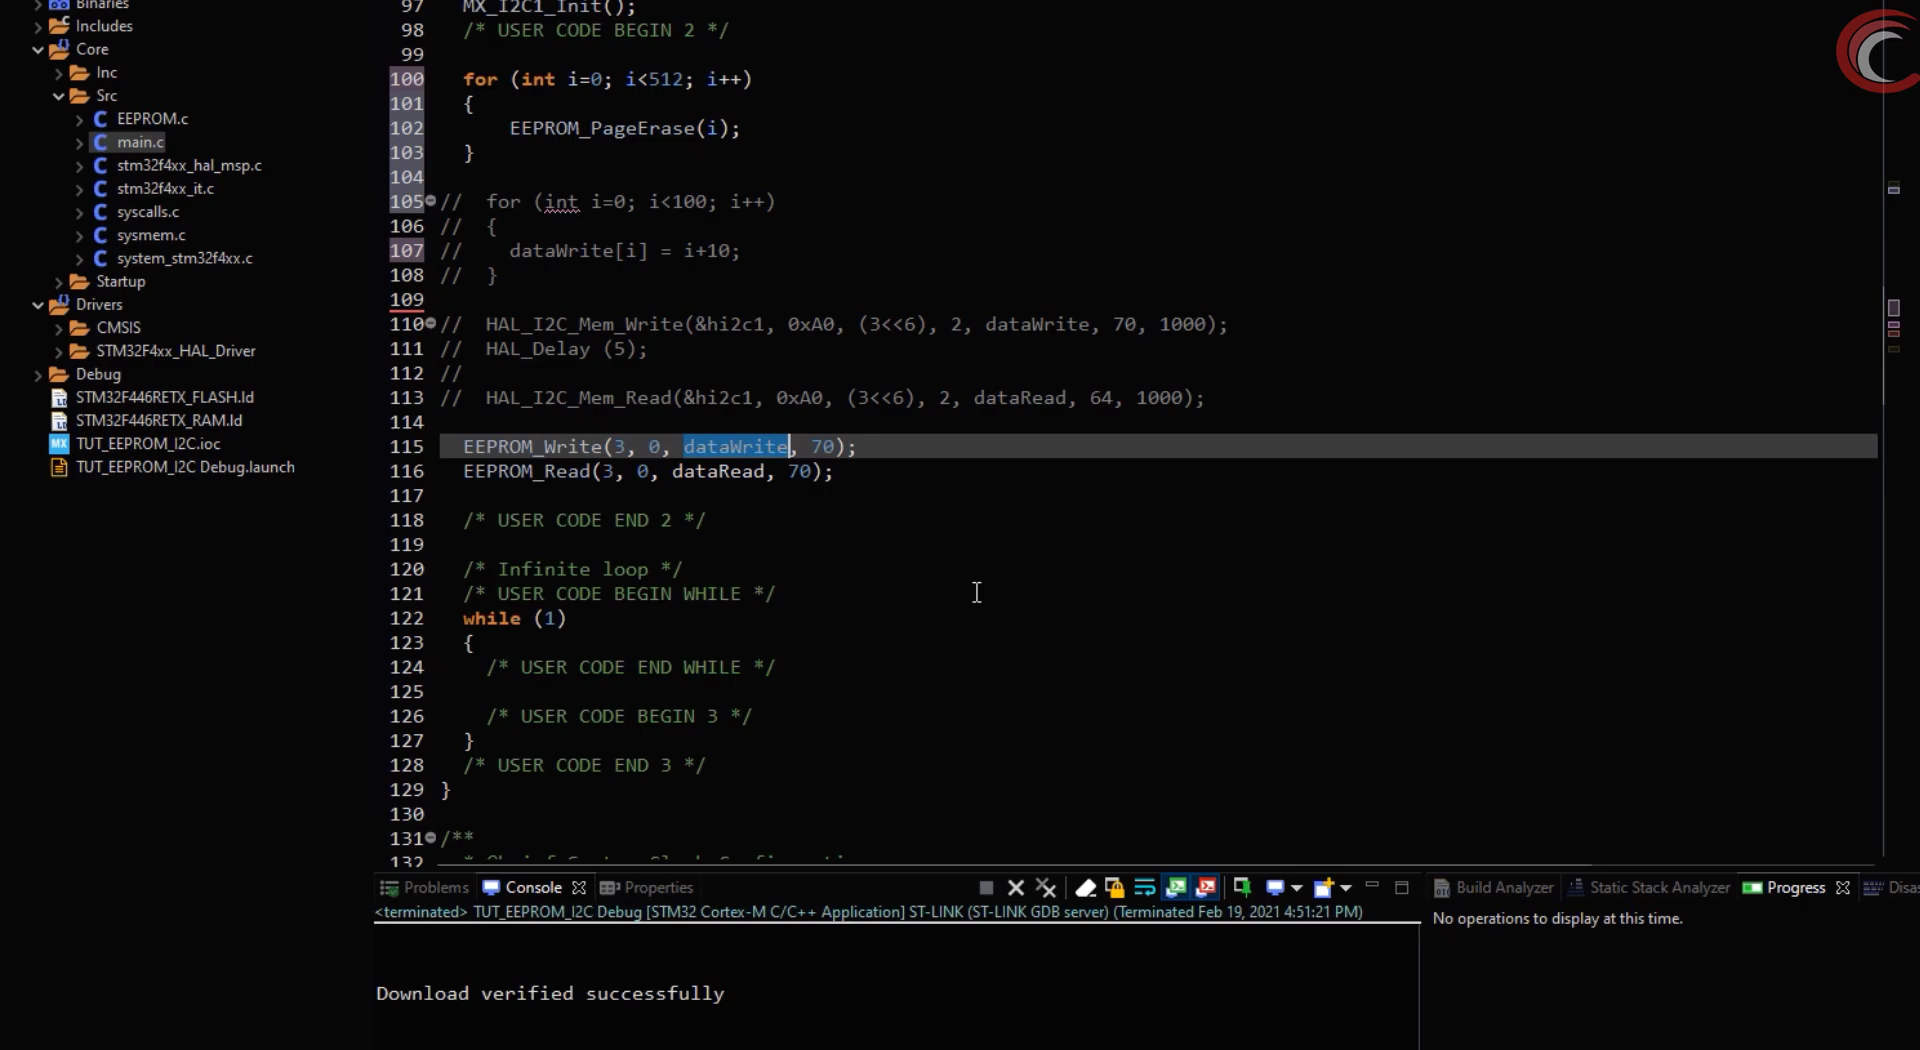 Binaries
Includes
Core
Inc
Src
EEPROM.c
main.c
stm32f4xx_hal_msp.c
stm32f4xx_it.c
syscalls.c
sysmem.c
system_stm32f4xx.c
Startup
Drivers
CMSIS
STM32F4xx_HAL_Driver
Debug
STM32F446RETX_FLASH.ld
STM32F446RETX_RAM.ld
TUT_EEPROM_I2C.ioc
TUT_EEPROM_I2C Debug.launch
97 MX_I2C1_Init();
98 /* USER CODE BEGIN 2 */
99
100 for (int i=0; i<512; i++)
101 {
102 EEPROM_PageErase(i);
103 }
104
105 // for (int i=0; i<100; i++)
106 // {
107 // dataWrite[i] = i+10;
108 // }
109
110 // HAL_I2C_Mem_Write(&hi2c1, 0xA0, (3<<6), 2, dataWrite, 70, 1000);
111 // HAL_Delay (5);
112 //
113 // HAL_I2C_Mem_Read(&hi2c1, 0xA0, (3<<6), 2, dataRead, 64, 1000);
114
115 EEPROM_Write(3, 0, dataWrite, 70);
116 EEPROM_Read(3, 0, dataRead, 70);
117
118 /* USER CODE END 2 */
119
120 /* Infinite loop */
121 /* USER CODE BEGIN WHILE */
122 while (1)
123 {
124 /* USER CODE END WHILE */
125
126 /* USER CODE BEGIN 3 */
127 }
128 /* USER CODE END 3 */
129 }
130
131 /**
132
Problems Console Properties
<terminated> TUT_EEPROM_I2C Debug [STM32 Cortex-M C/C++ Application] ST-LINK (ST-LINK GDB server) (Terminated Feb 19, 2021 4:51:21 PM)
Download verified successfully
Build Analyzer Static Stack Analyzer Progress Disas
No operations to display at this time.